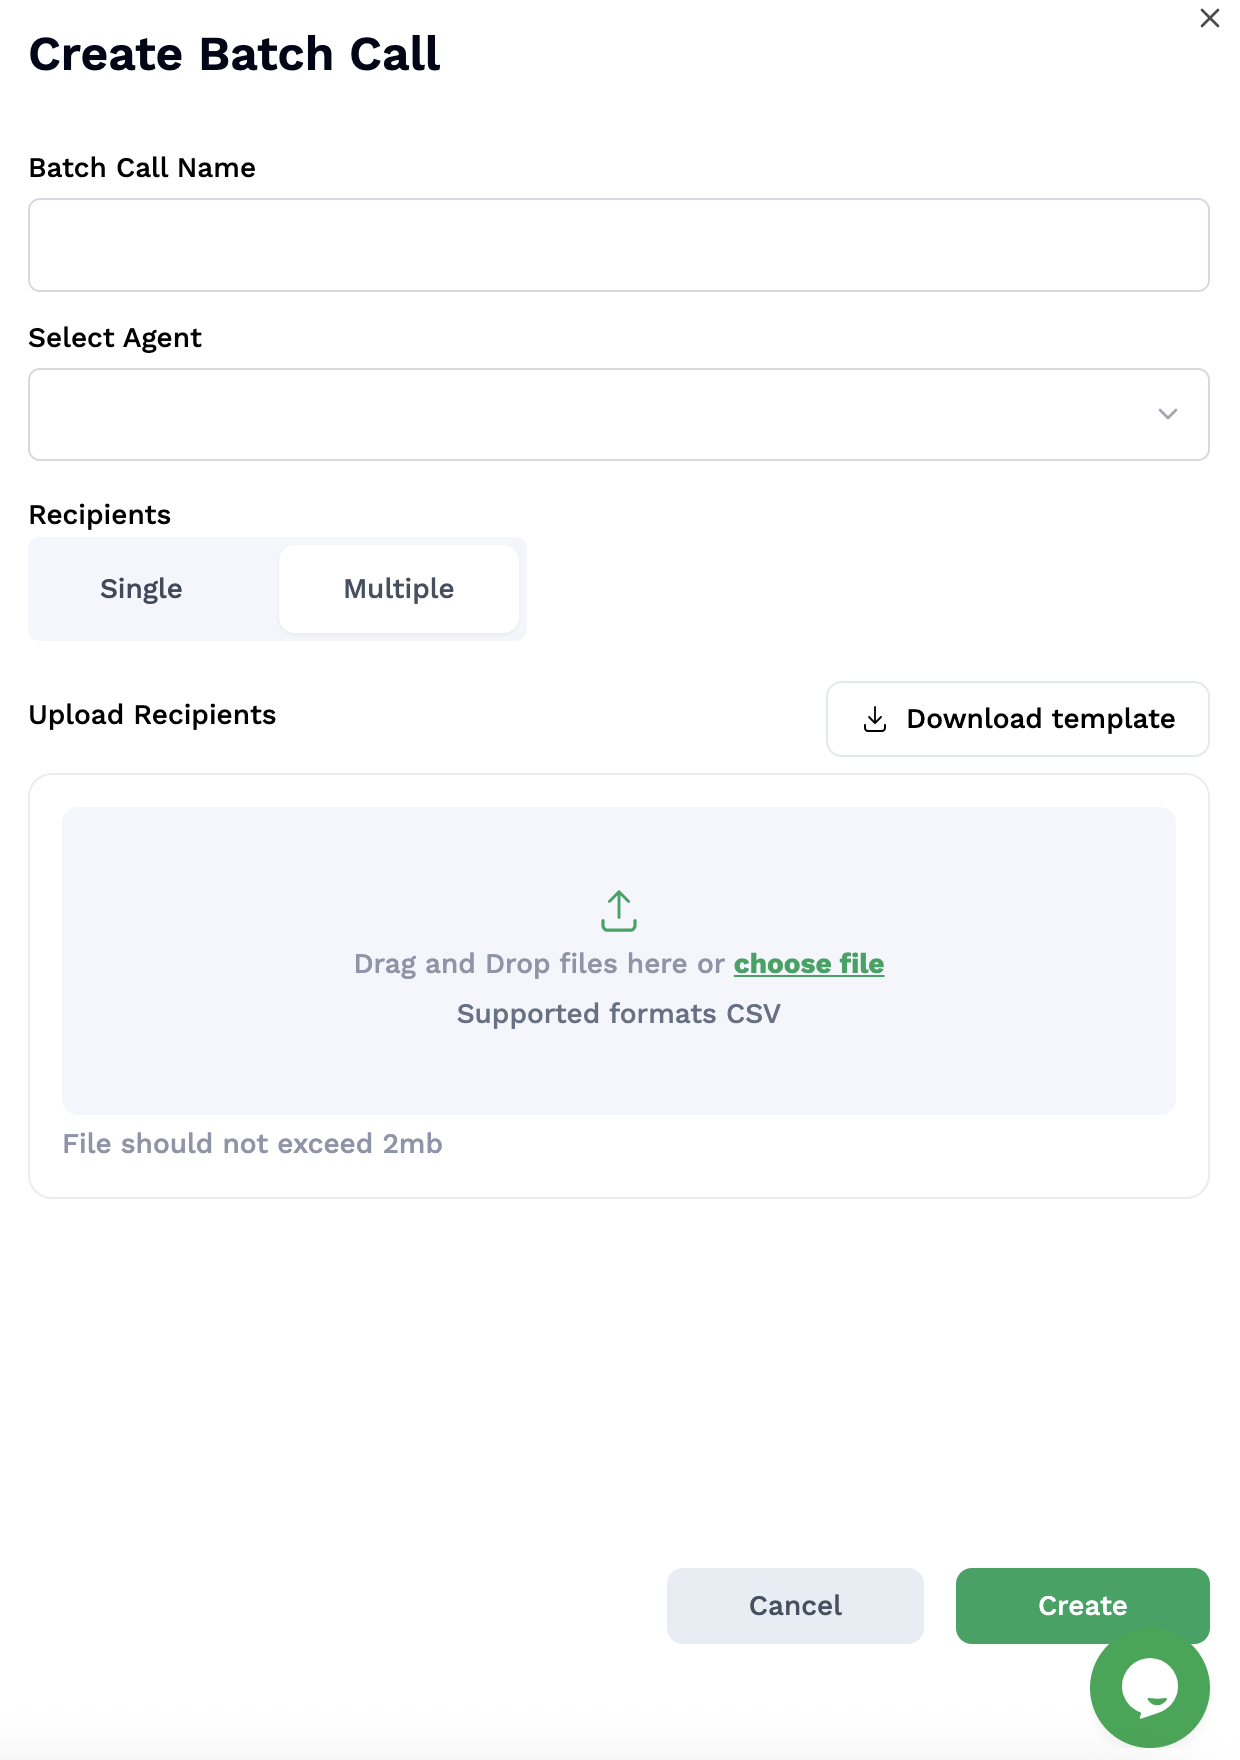 Create Batch Call
Batch Call Name
Select Agent
Recipients
Single Multiple
Upload Recipients Download template
Drag and Drop files here or choose file
Supported formats CSV
File should not exceed 2mb
Cancel Create